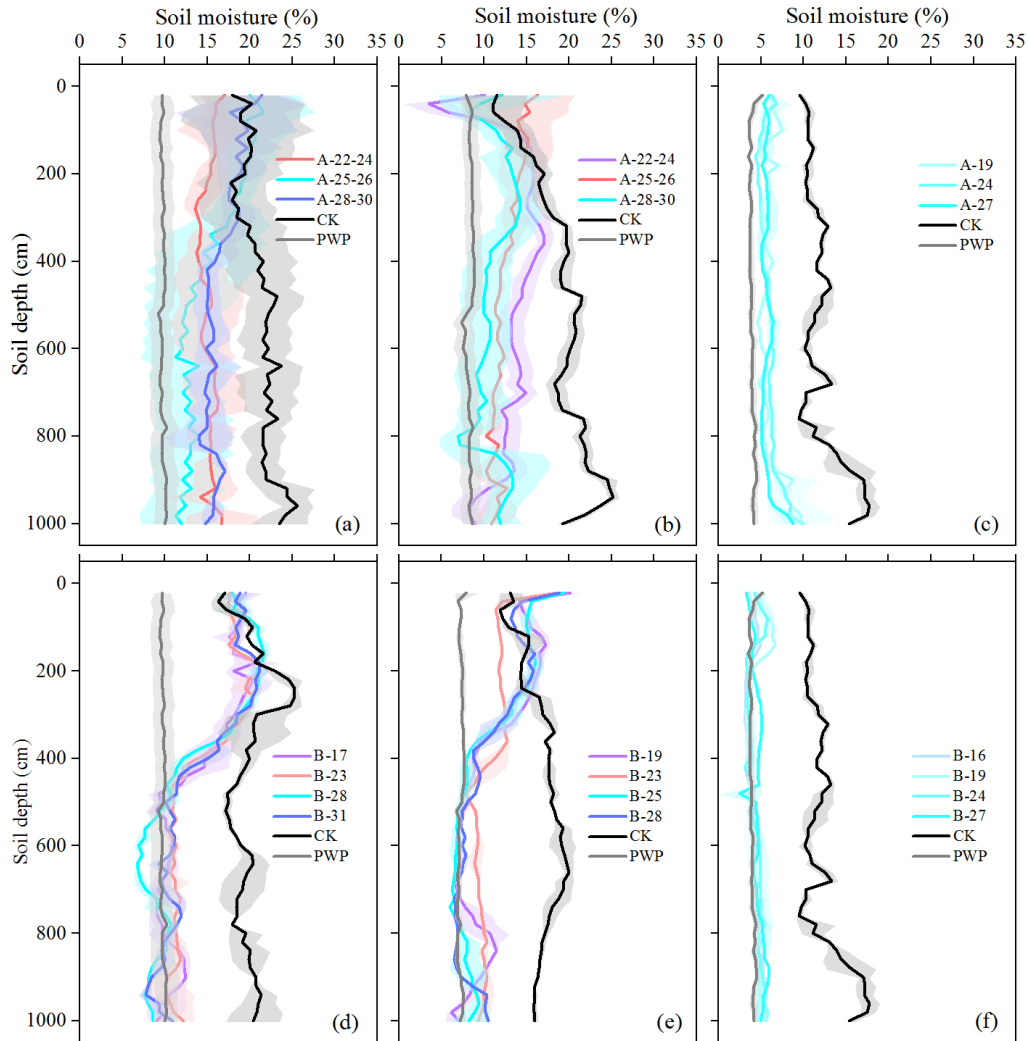 Soil moisture (%) Soil moisture (%) Soil moisture (%)
0 5 10 15 20 25 30 35 0 5 10 15 20 25 30 35 0 5 10 15 20 25 30 35
Soil depth (cm)
0
200
400
600
800
1000
A-22-24
A-25-26
A-28-30
CK
PWP
(a)
A-22-24
A-25-26
A-28-30
CK
PWP
(b)
A-19
A-24
A-27
CK
PWP
(c)
Soil depth (cm)
0
200
400
600
800
1000
B-17
B-23
B-28
B-31
CK
PWP
(d)
B-19
B-23
B-25
B-28
CK
PWP
(e)
B-16
B-19
B-24
B-27
CK
PWP
(f)